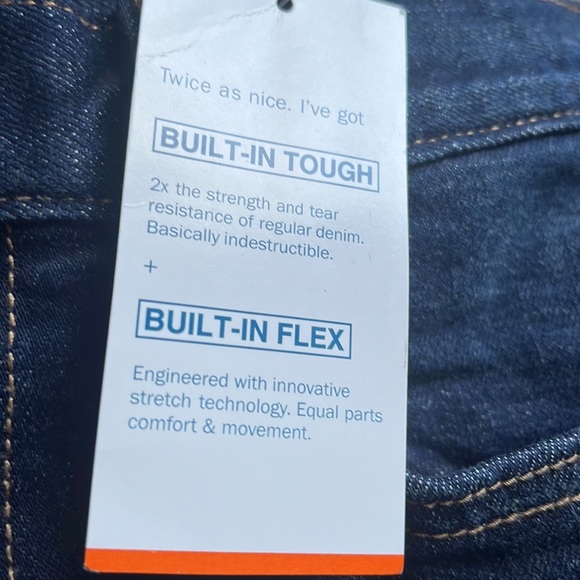 Twice as nice. I've got
BUILT-IN TOUGH
2x the strength and tear
resistance of regular denim.
Basically indestructible.
+
BUILT-IN FLEX
Engineered with innovative
stretch technology. Equal parts
comfort & movement.